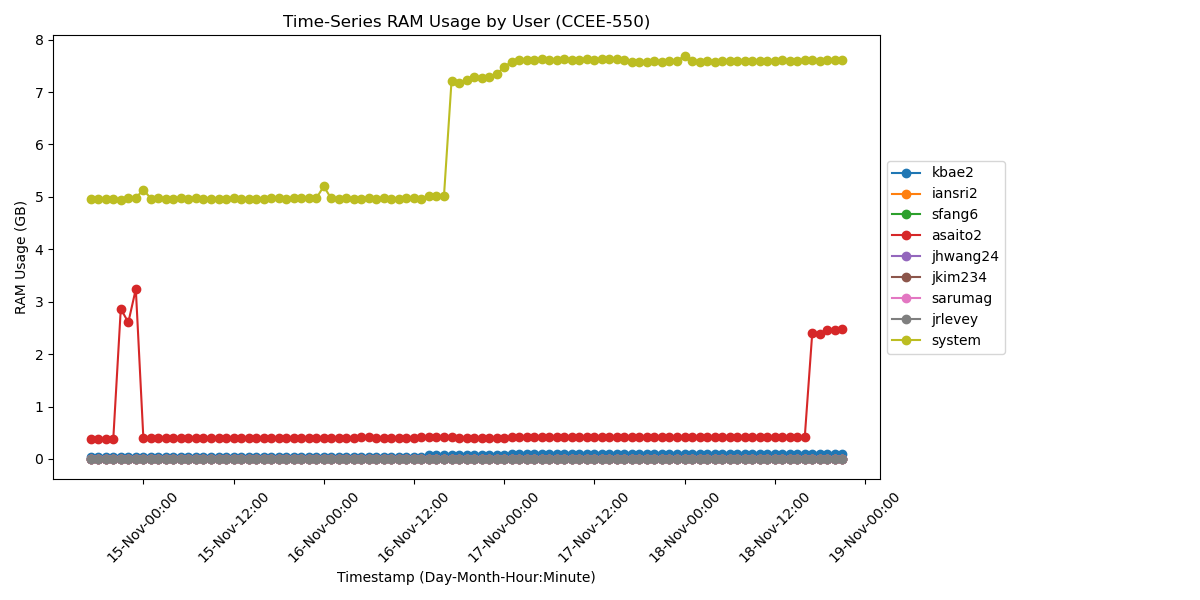 Time-Series RAM Usage by User (CCEE-550)
RAM Usage (GB)
8
7
6
5
4
3
2
1
0
15-Nov-00:00
15-Nov-12:00
16-Nov-00:00
16-Nov-12:00
17-Nov-00:00
17-Nov-12:00
18-Nov-00:00
18-Nov-12:00
19-Nov-00:00
Timestamp (Day-Month-Hour:Minute)
kbae2
iansri2
sfang6
asaito2
jhwang24
jkim234
sarumag
jrlevey
system